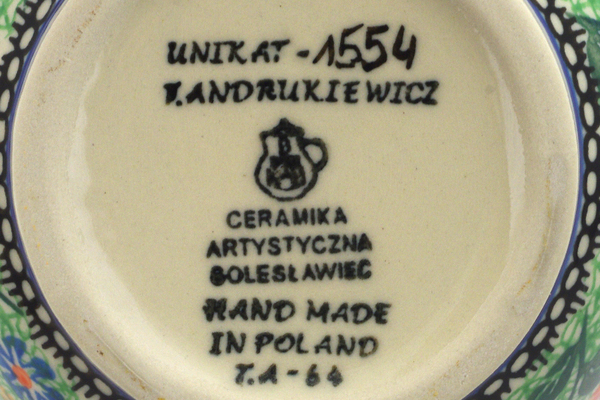 UNIKAT-1554
T.ANDRUKIEWICZ
CERAMIKA
ARTYSTYCZNA
BOLESŁAWIEC
HAND MADE
IN POLAND
T.A-64